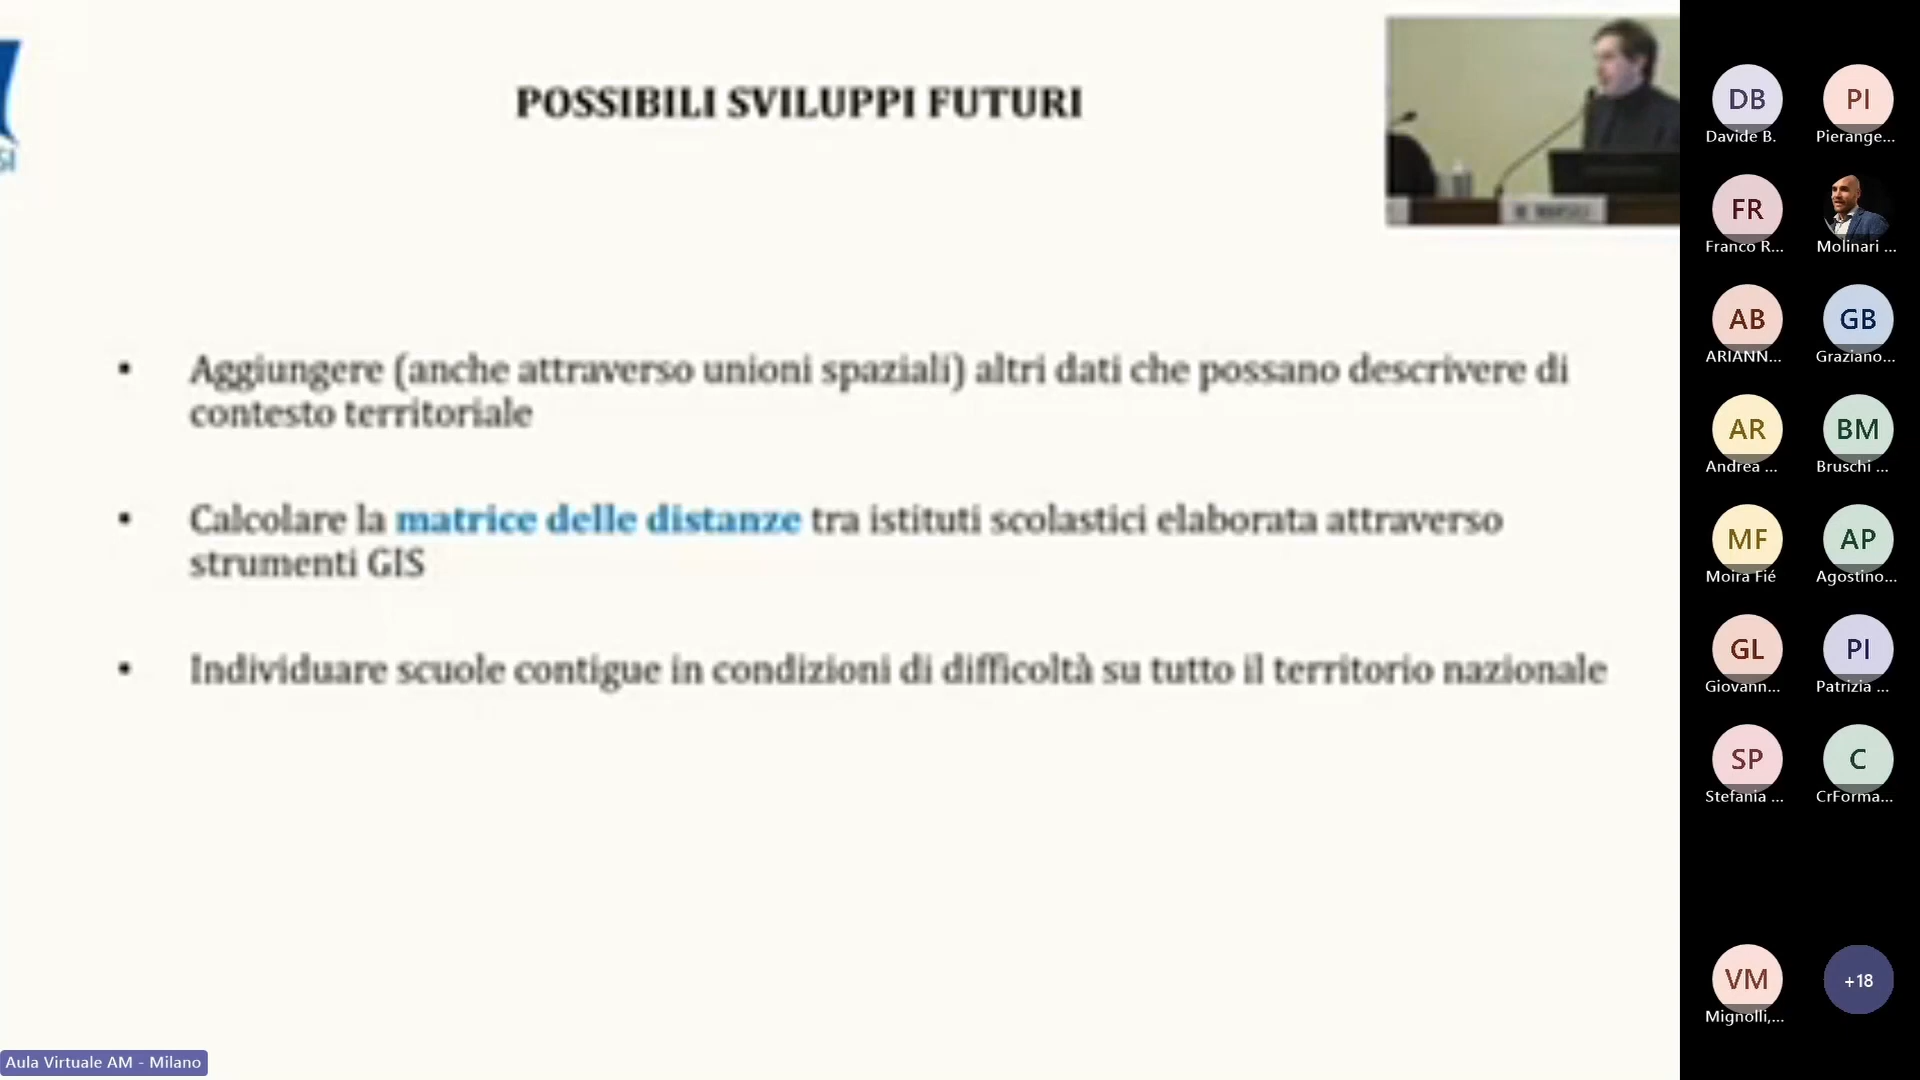 POSSIBILI SVILUPPI FUTURI
• Aggiungere (anche attraverso unioni spaziali) altri dati che possano descrivere di
contesto territoriale
• Calcolare la matrice delle distanze tra istituti scolastici elaborata attraverso
strumenti GIS
• Individuare scuole contigue in condizioni di difficoltà su tutto il territorio nazionale
SI
DB
Davide B.
PI
Pierange...
FR
Franco R...
Molinari ...
AB
ARIANN...
GB
Graziano...
AR
Andrea ...
BM
Bruschi ...
MF
Moira Fié
AP
Agostino...
GL
Giovann...
PI
Patrizia ...
SP
Stefania ...
C
CrForma...
VM
Mignolli,...
+18
Aula Virtuale AM - Milano